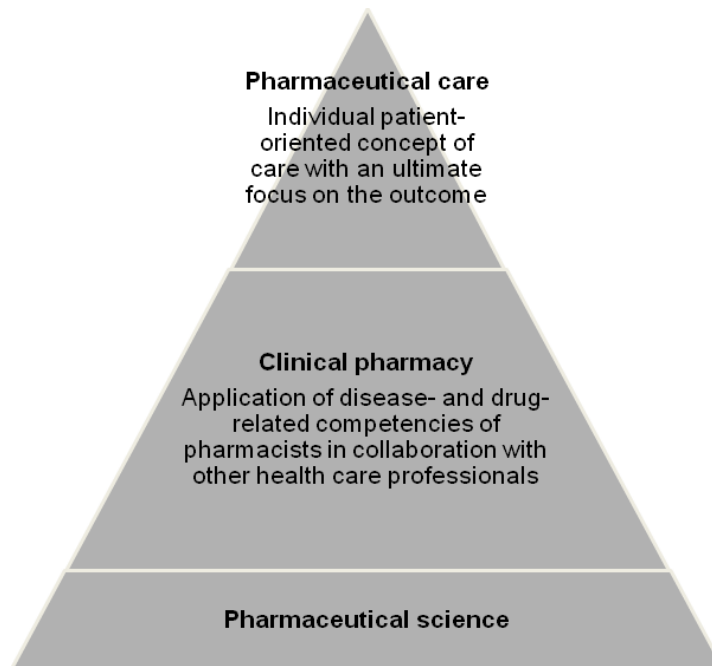 Pharmaceutical care
Individual patient-
oriented concept of
care with an ultimate
focus on the outcome
Clinical pharmacy
Application of disease- and drug-
related competencies of
pharmacists in collaboration with
other health care professionals
Pharmaceutical science